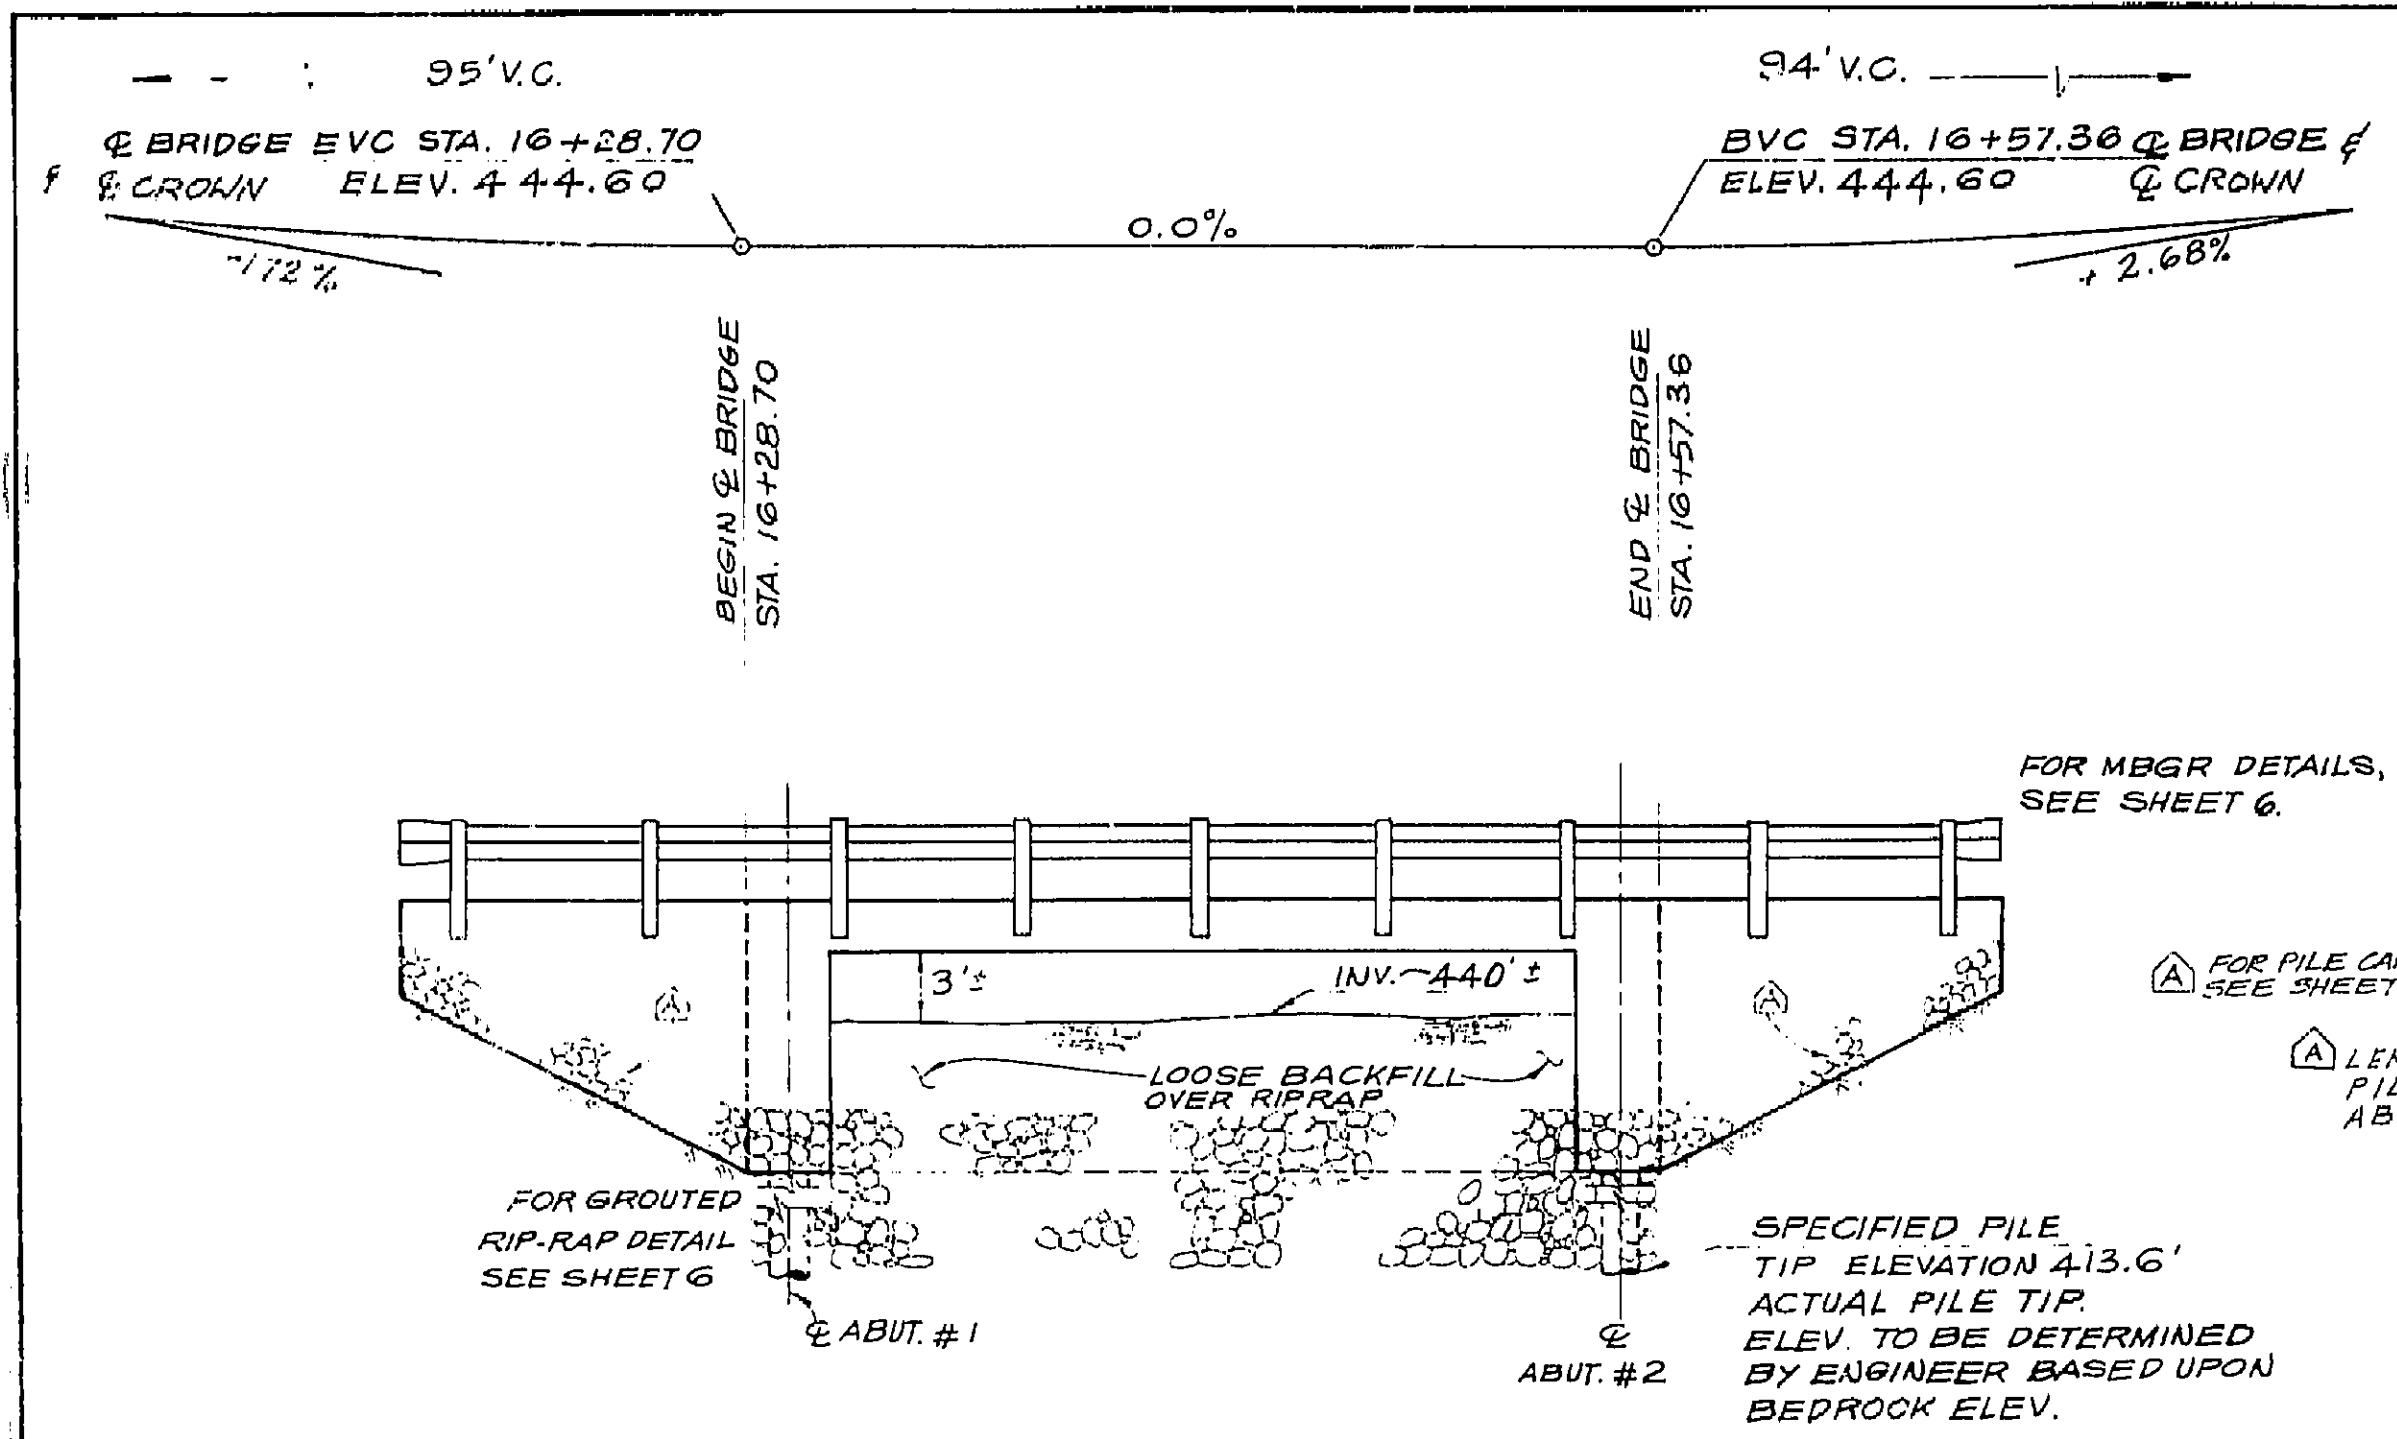 95' V.C.
94' V.C.
℄ BRIDGE EVC STA. 16+28.70
℄ CROWN ELEV. 444.60
BVC STA. 16+57.36 ℄ BRIDGE &
ELEV. 444.60 ℄ CROWN
0.0%
+ 2.68%
BEGIN ℄ BRIDGE
STA. 16+28.70
END ℄ BRIDGE
STA. 16+57.36
FOR MBGR DETAILS,
SEE SHEET 6.
3'±
INV.~440'±
A
A
A FOR PILE
SEE SHEET
A
LOOSE BACKFILL
OVER RIPRAP
FOR GROUTED
RIP-RAP DETAIL
SEE SHEET 6
℄ ABUT. #1
℄
ABUT. #2
SPECIFIED PILE
TIP ELEVATION 413.6'
ACTUAL PILE TIP.
ELEV. TO BE DETERMINED
BY ENGINEER BASED UPON
BEDROCK ELEV.